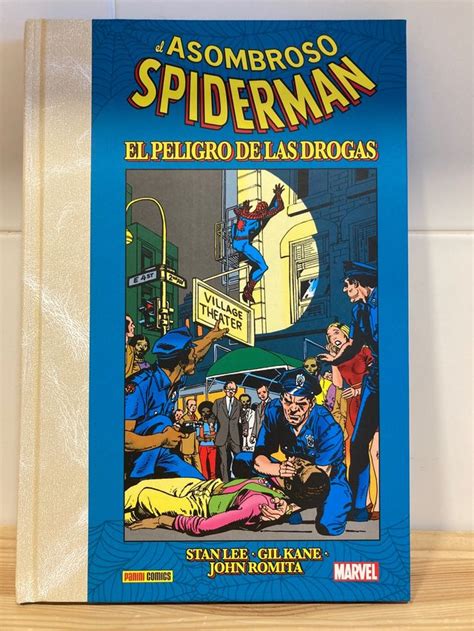 el ASOMBROSO
SPIDERMAN
EL PELIGRO DE LAS DROGAS
EAST
VILLAGE
THEATER
STAN LEE · GIL KANE ·
JOHN ROMITA
PANINI COMICS
MARVEL